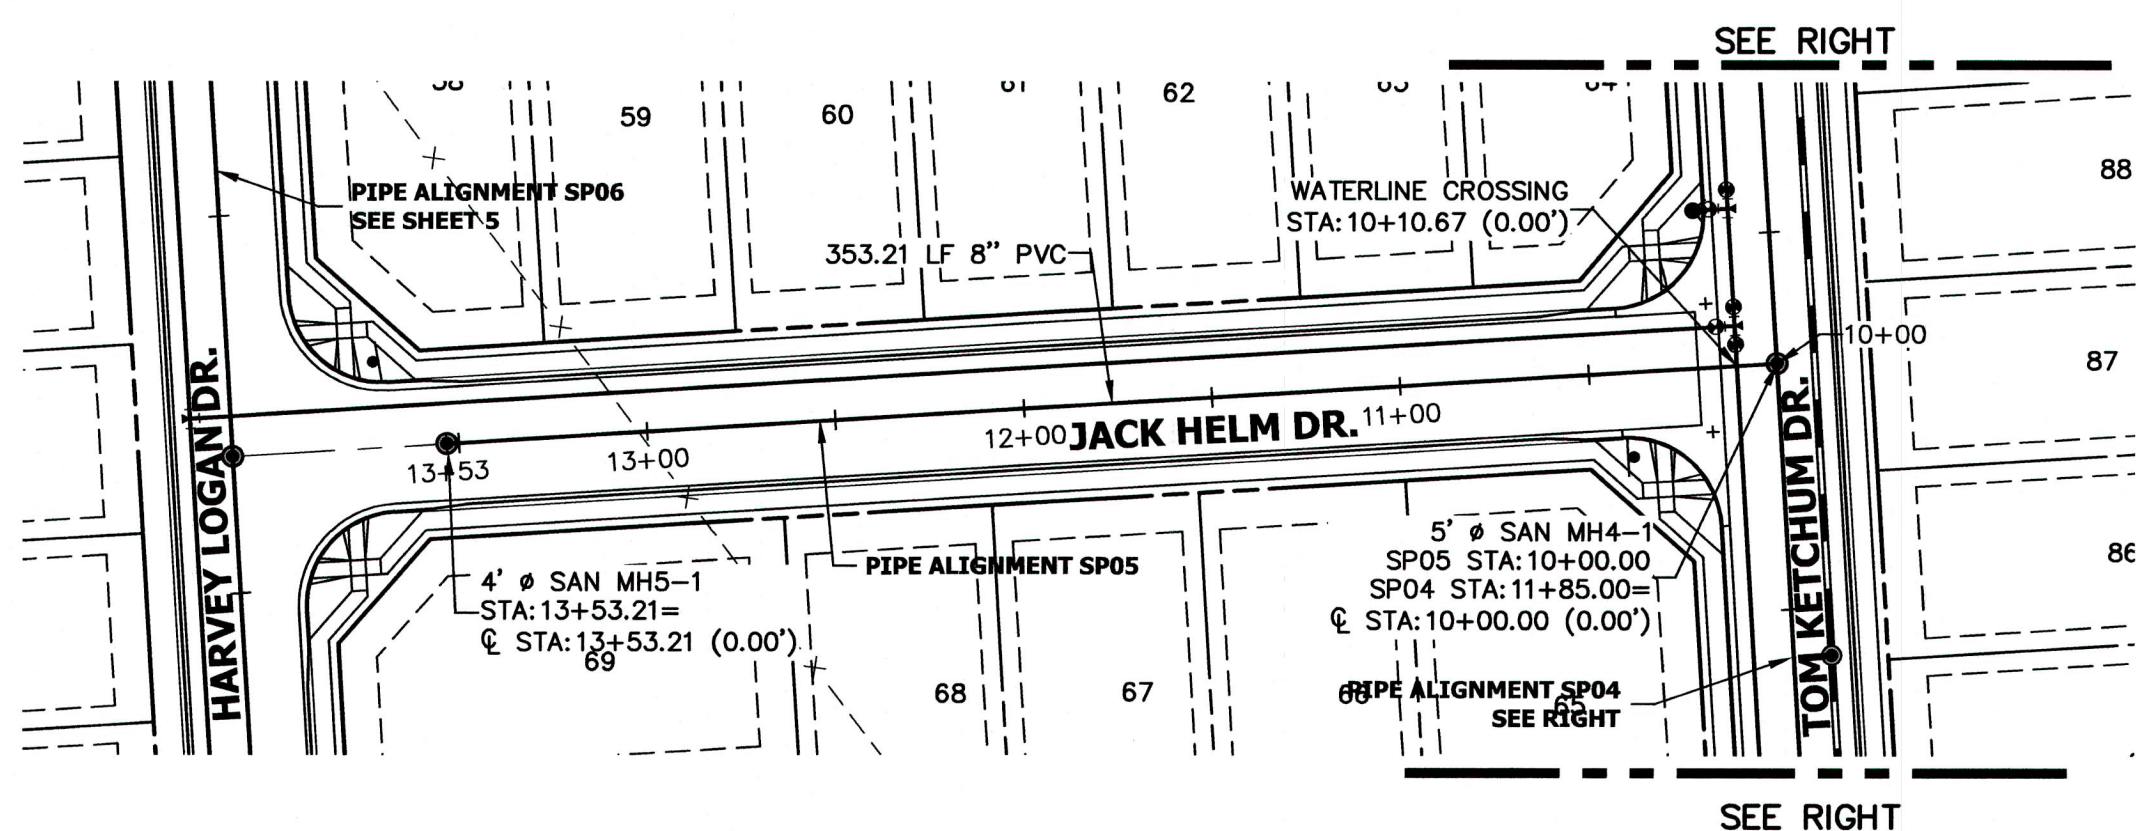 SEE RIGHT
59
60
62
88
PIPE ALIGNMENT SP06
SEE SHEET 5
WATERLINE CROSSING
STA:10+10.67 (0.00')
353.21 LF 8" PVC
10+00
87
HARVEY LOGAN DR.
13+53
13+00
12+00
JACK HELM DR.
11+00
TOM KETCHUM DR.
5' ø SAN MH4-1
SP05 STA:10+00.00
SP04 STA:11+85.00=
℄ STA:10+00.00 (0.00')
86
PIPE ALIGNMENT SP05
4' ø SAN MH5-1
STA:13+53.21=
℄ STA:13+53.21 (0.00')
69
68
67
66
65
PIPE ALIGNMENT SP04
SEE RIGHT
SEE RIGHT